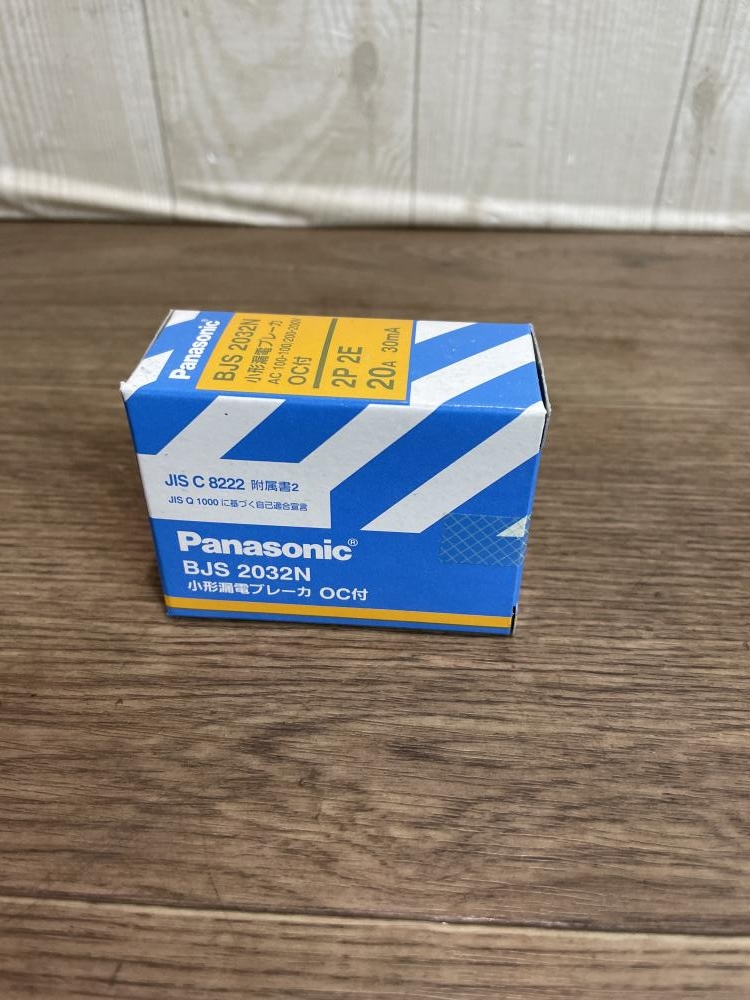 Panasonic®
BJS 2032N
小形漏電ブレーカ
AC 100-100/200-200V
OC付
2P 2E
20A 30mA
JIS C 8222 附属書2
JIS Q 1000 に基づく自己適合宣言
Panasonic®
BJS 2032N
小形漏電ブレーカ OC付